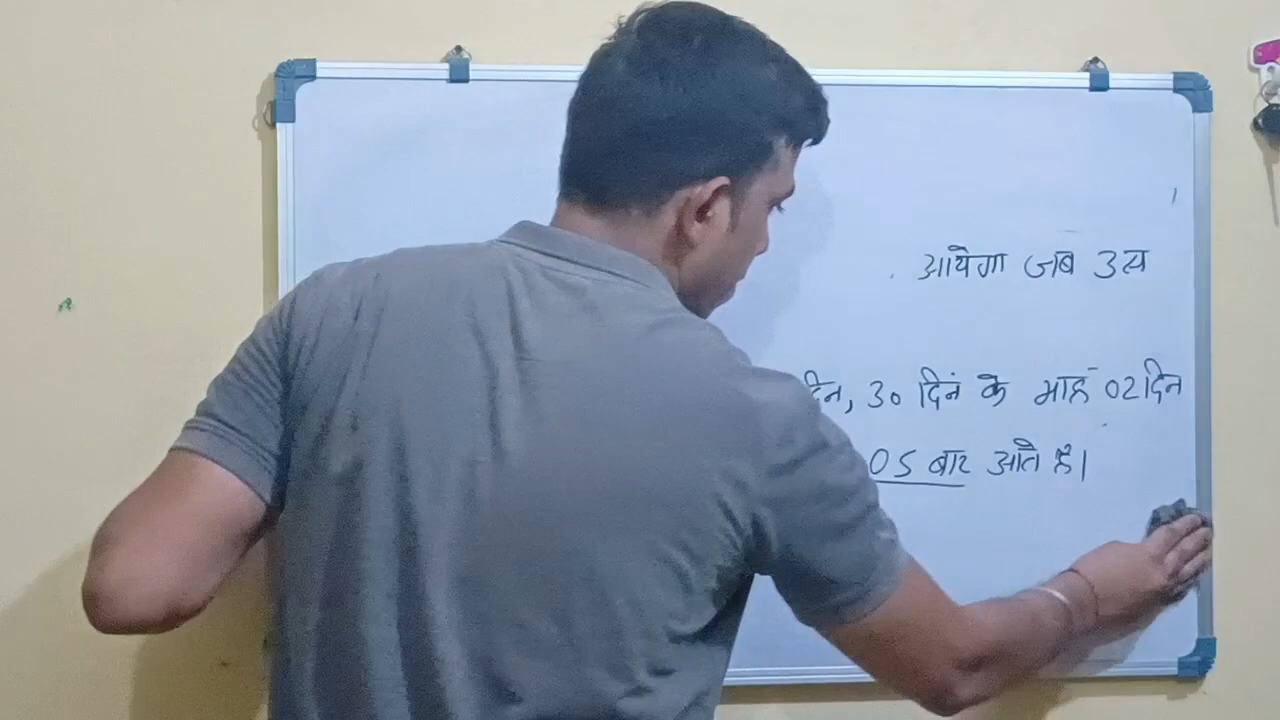 आयेगा जब उस
दिन, 30 दिन के माह 02 दिन
05 बार आते है।